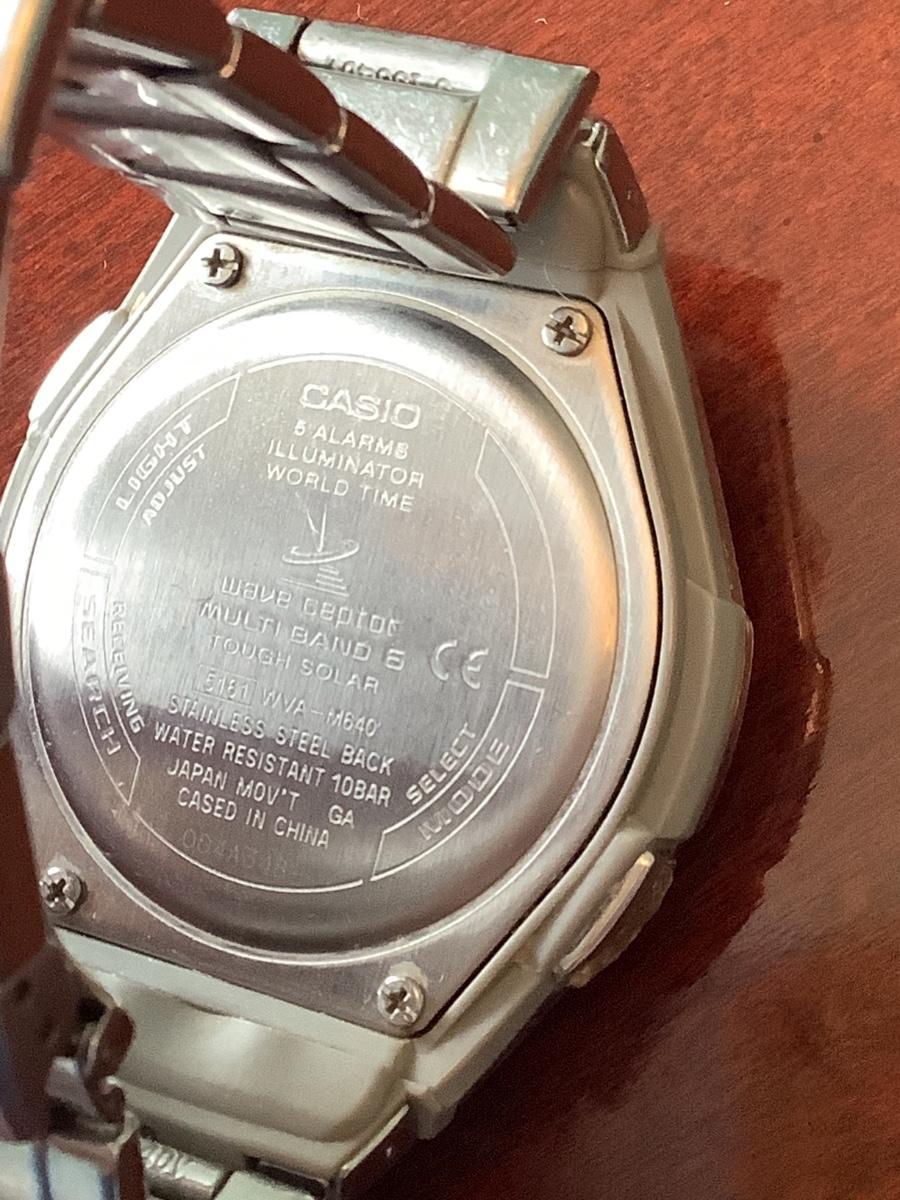 CASIO
5 ALARMS
ILLUMINATOR
WORLD TIME
wave ceptor
MULTI BAND 6
TOUGH SOLAR
5161 WVA-M640
STAINLESS STEEL BACK
WATER RESISTANT 10BAR
JAPAN MOV'T GA
CASED IN CHINA
CE
LIGHT
ADJUST
RECEIVING
SEARCH
SELECT
MODE